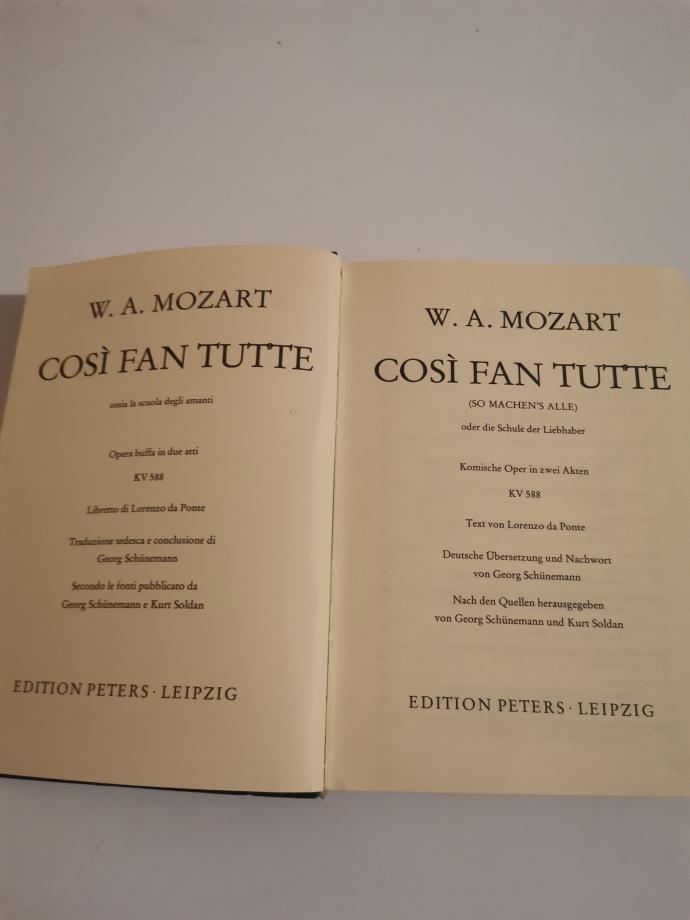 W. A. MOZART
COSÌ FAN TUTTE
ossia la scuola degli amanti
Opera buffa in due atti
KV 588
Libretto di Lorenzo da Ponte
Traduzione tedesca e conclusione di
Georg Schünemann
Secondo le fonti pubblicato da
Georg Schünemann e Kurt Soldan
EDITION PETERS · LEIPZIG
W. A. MOZART
COSÌ FAN TUTTE
(SO MACHEN'S ALLE)
oder die Schule der Liebhaber
Komische Oper in zwei Akten
KV 588
Text von Lorenzo da Ponte
Deutsche Übersetzung und Nachwort
von Georg Schünemann
Nach den Quellen herausgegeben
von Georg Schünemann und Kurt Soldan
EDITION PETERS · LEIPZIG